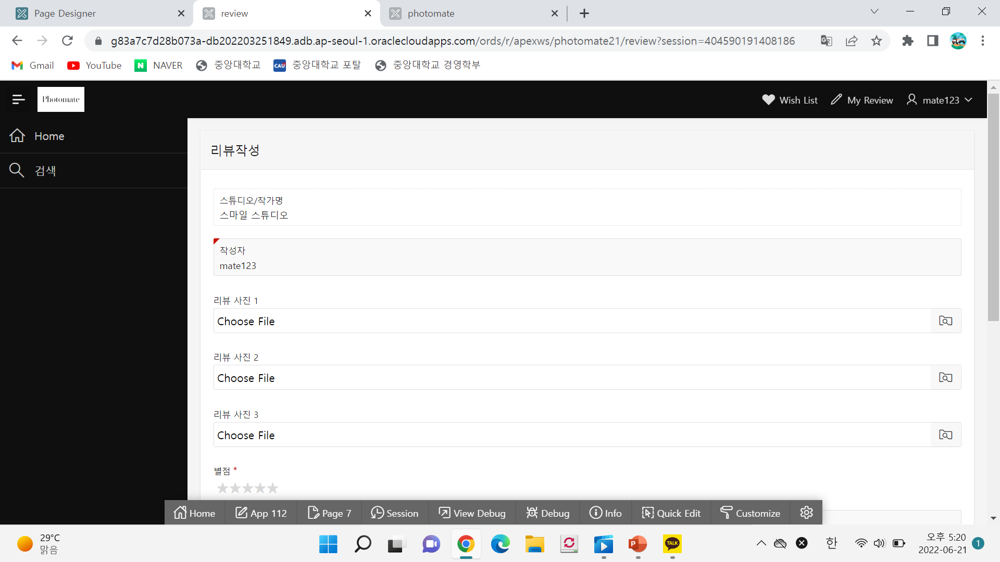 Page Designer
review
photomate
g83a7c7d28b073a-db202203251849.adb.ap-seoul-1.oraclecloudapps.com/ords/r/apexws/photomate21/review?session=404590191408186
Gmail
YouTube
N NAVER
중앙대학교
CAU 중앙대학교 포탈
중앙대학교 경영학부
Photomate
Wish List
My Review
mate123
Home
검색
리뷰작성
스튜디오/작가명
스마일 스튜디오
작성자
mate123
리뷰 사진 1
Choose File
리뷰 사진 2
Choose File
리뷰 사진 3
Choose File
별점 *
Home
App 112
Page 7
Session
View Debug
Debug
Info
Quick Edit
Customize
29°C
맑음
P
TALK
한
오후 5:20
2022-06-21
1